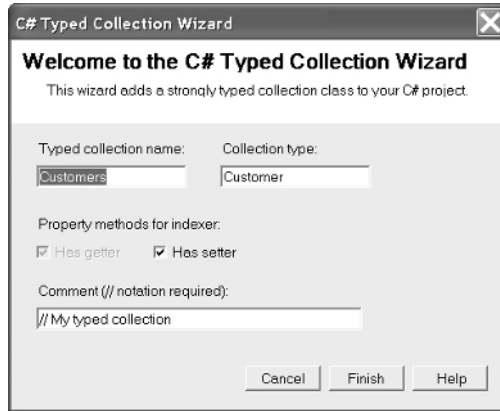 C# Typed Collection Wizard
Welcome to the C# Typed Collection Wizard
This wizard adds a strongly typed collection class to your C# project.
Typed collection name: Collection type:
Customers Customer
Property methods for indexer:
Has getter Has setter
Comment (// notation required):
// My typed collection
Cancel Finish Help